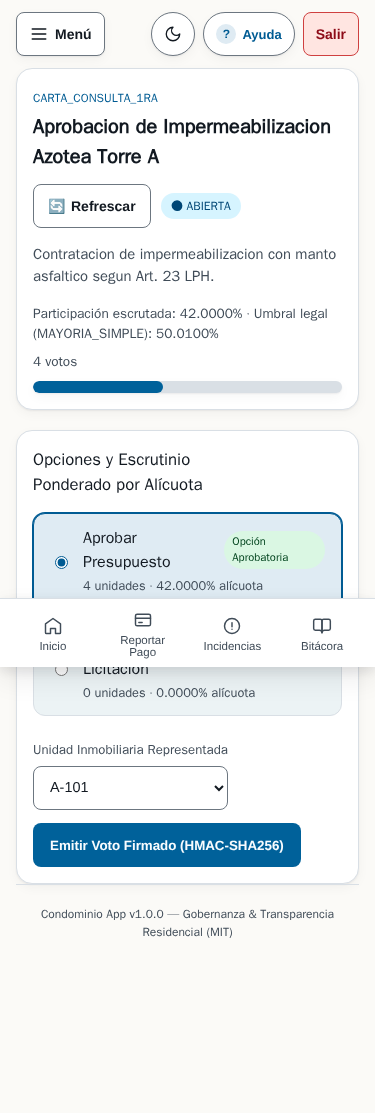 Menú
? Ayuda
Salir
CARTA_CONSULTA_1RA
Aprobacion de Impermeabilizacion
Azotea Torre A
Refrescar
ABIERTA
Contratacion de impermeabilizacion con manto
asfaltico segun Art. 23 LPH.
Participación escrutada: 42.0000% · Umbral legal
(MAYORIA_SIMPLE): 50.0100%
4 votos
Opciones y Escrutinio
Ponderado por Alícuota
Aprobar
Presupuesto
Opción
Aprobatoria
4 unidades · 42.0000% alícuota
Inicio
Reportar
Pago
Incidencias
Bitácora
Licitacion
0 unidades · 0.0000% alícuota
Unidad Inmobiliaria Representada
A-101
Emitir Voto Firmado (HMAC-SHA256)
Condominio App v1.0.0 — Gobernanza & Transparencia
Residencial (MIT)